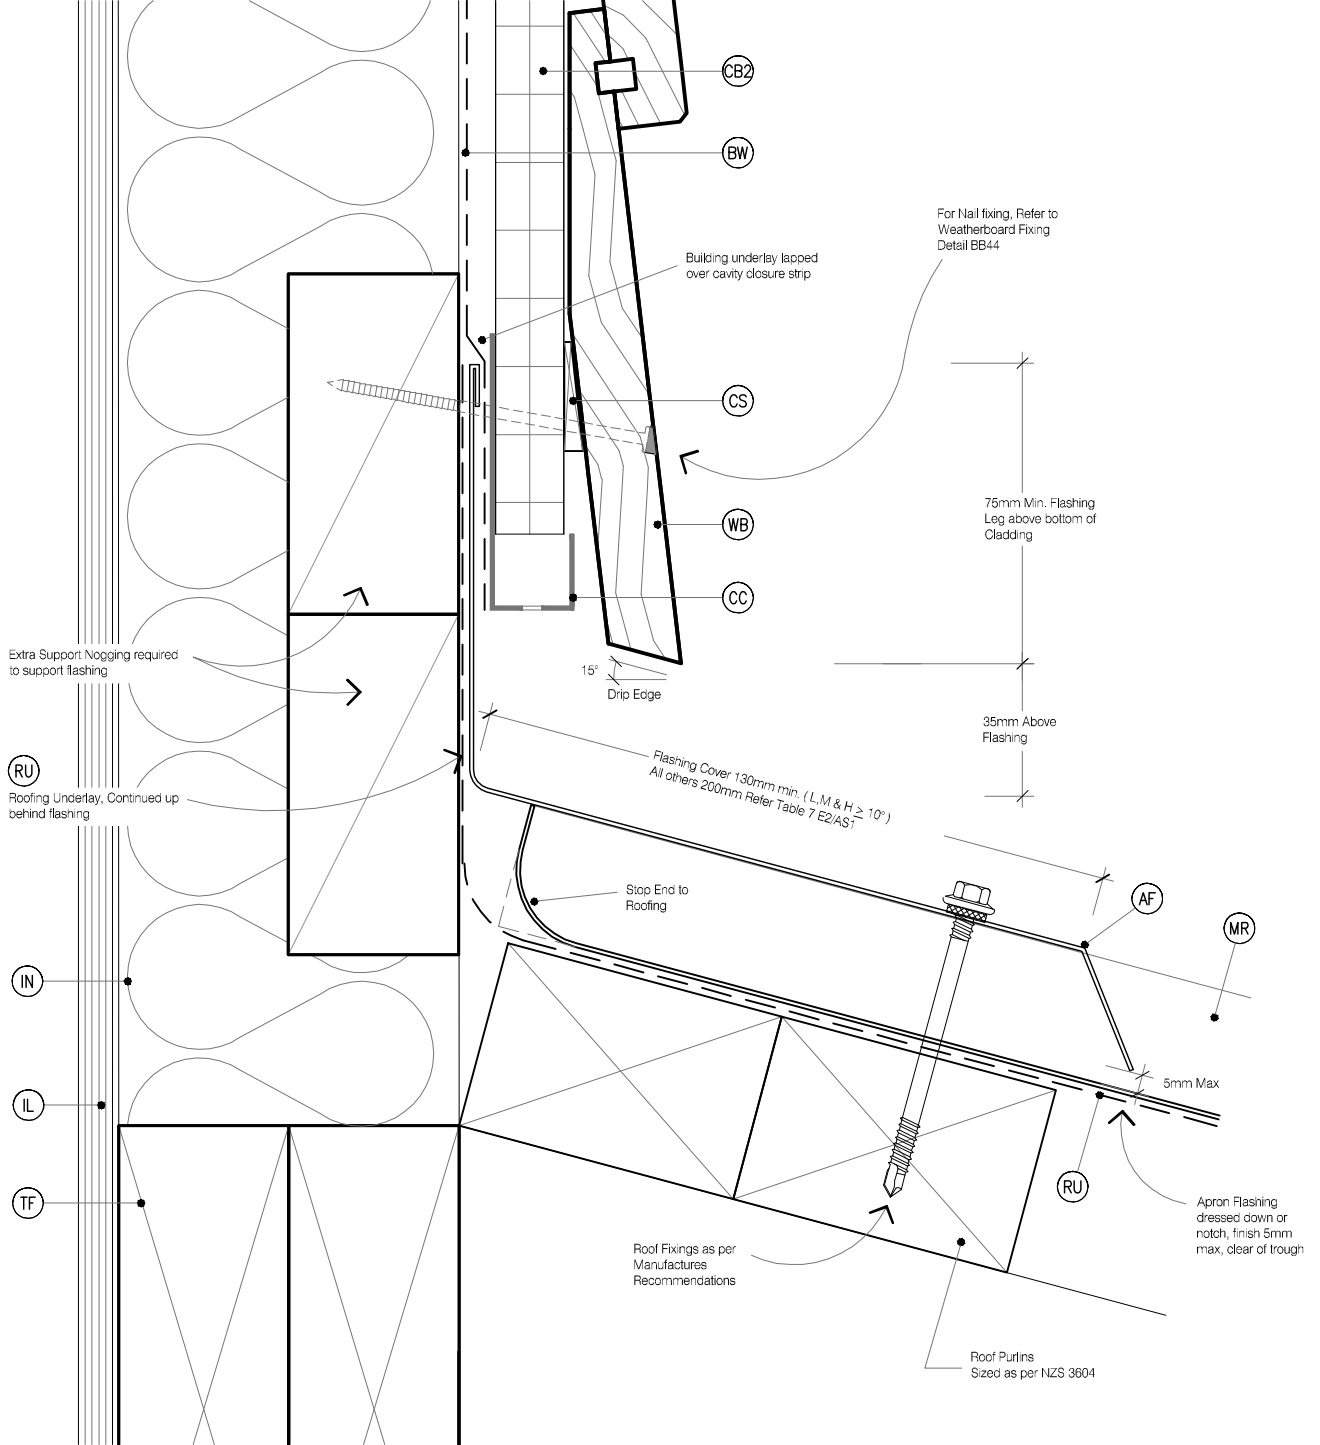 CB2
BW
For Nail fixing, Refer to
Weatherboard Fixing
Detail BB44
Building underlay lapped
over cavity closure strip
CS
75mm Min. Flashing
Leg above bottom of
Cladding
WB
CC
Extra Support Nogging required
to support flashing
15°
Drip Edge
35mm Above
Flashing
RU
Roofing Underlay, Continued up
behind flashing
Flashing Cover 130mm min. ( L,M & H ≥ 10° )
All others 200mm Refer Table 7 E2/AS1
Stop End to
Roofing
AF
MR
IN
5mm Max
IL
RU
TF
Apron Flashing
dressed down or
notch, finish 5mm
max, clear of trough
Roof Fixings as per
Manufactures
Recommendations
Roof Purlins
Sized as per NZS 3604